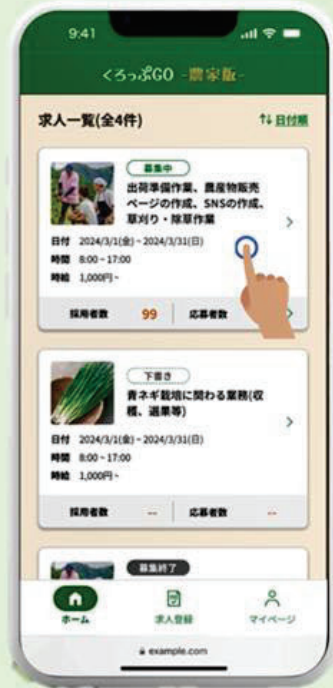 9:41
くろっぷGO -農家版-
求人一覧(全4件)
日付順
募集中
出荷準備作業、農産物販売
ページの作成、SNSの作成、
草刈り・除草作業
日付 2024/3/1(金)~2024/3/31(日)
時間 8:00~17:00
時給 1,000円~
採用者数 99 応募者数
下書き
青ネギ栽培に関わる業務(収
穫、選果等)
日付 2024/3/1(金)~2024/3/31(日)
時間 8:00~17:00
時給 1,000円~
採用者数 -- 応募者数 --
募集終了
ホーム 求人登録 マイページ
example.com